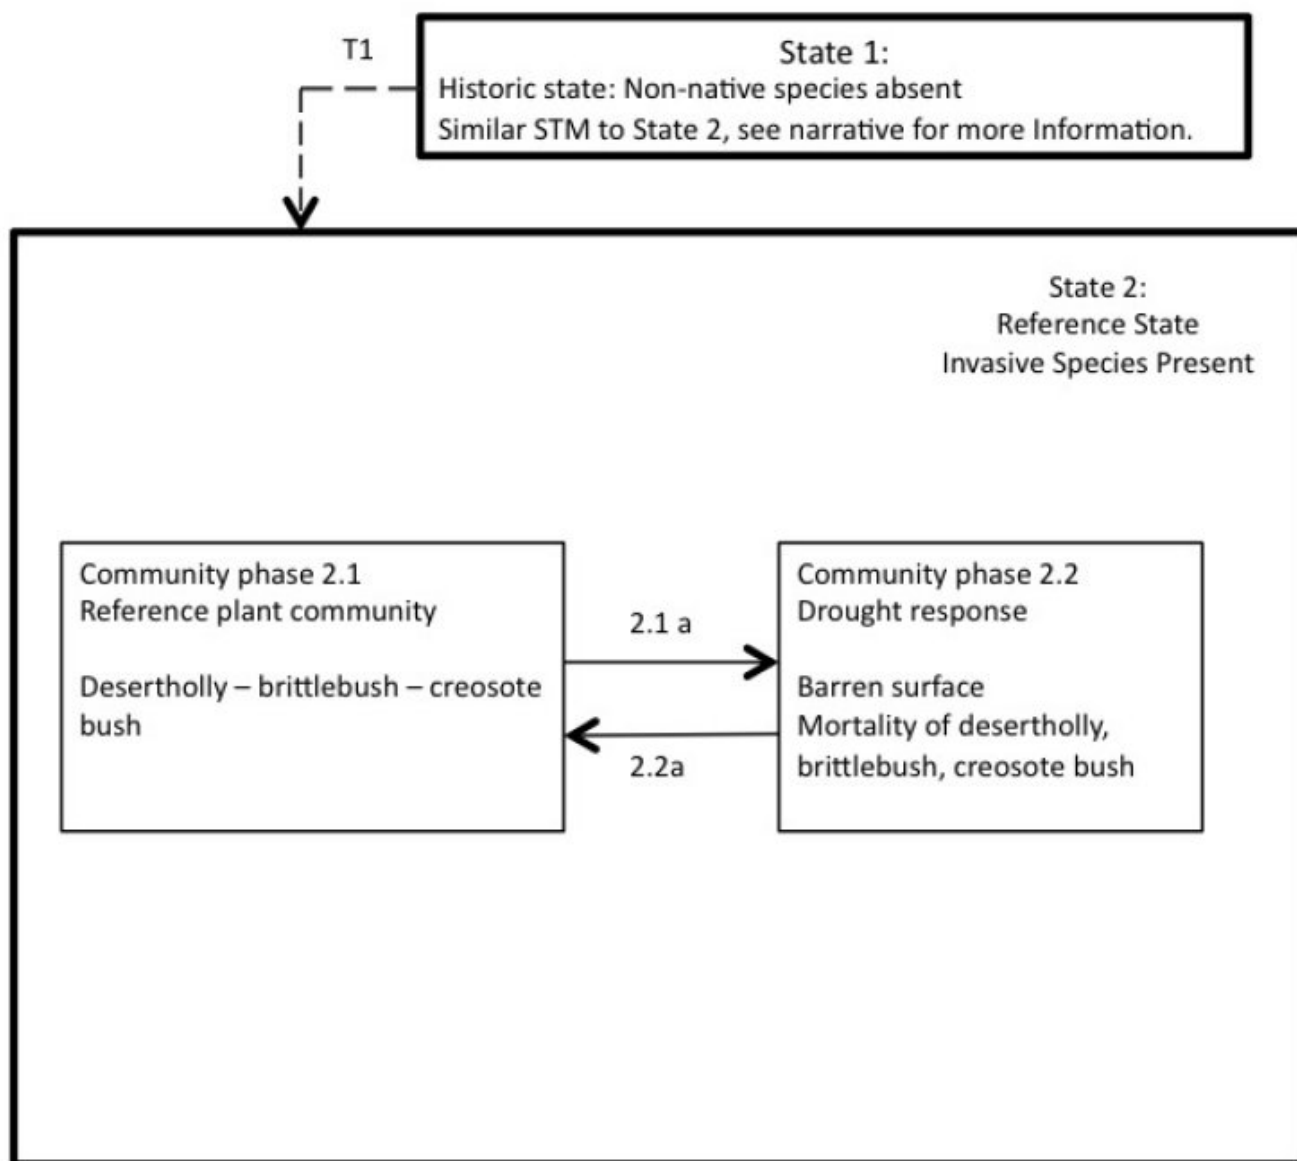 T1
State 1:
Historic state: Non-native species absent
Similar STM to State 2, see narrative for more Information.
State 2:
Reference State
Invasive Species Present
Community phase 2.1
Reference plant community
Desertholly – brittlebush – creosote
bush
2.1 a
2.2a
Community phase 2.2
Drought response
Barren surface
Mortality of desertholly,
brittlebush, creosote bush